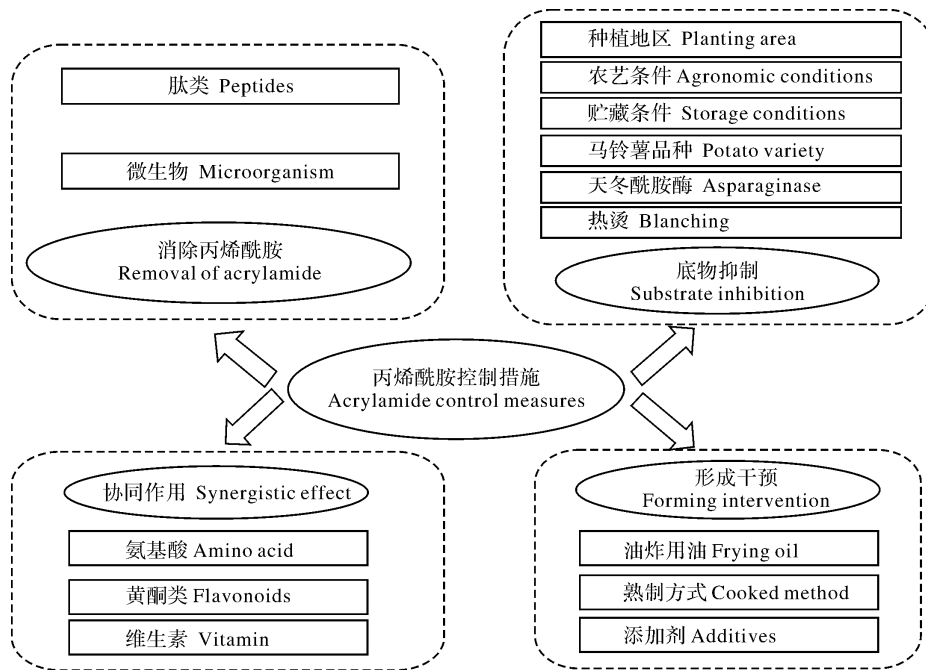 肽类 Peptides
微生物 Microorganism
消除丙烯酰胺
Removal of acrylamide
种植地区 Planting area
农艺条件 Agronomic conditions
贮藏条件 Storage conditions
马铃薯品种 Potato variety
天冬酰胺酶 Asparaginase
热烫 Blanching
底物抑制
Substrate inhibition
丙烯酰胺控制措施
Acrylamide control measures
协同作用 Synergistic effect
氨基酸 Amino acid
黄酮类 Flavonoids
维生素 Vitamin
形成干预
Forming intervention
油炸用油 Frying oil
熟制方式 Cooked method
添加剂 Additives